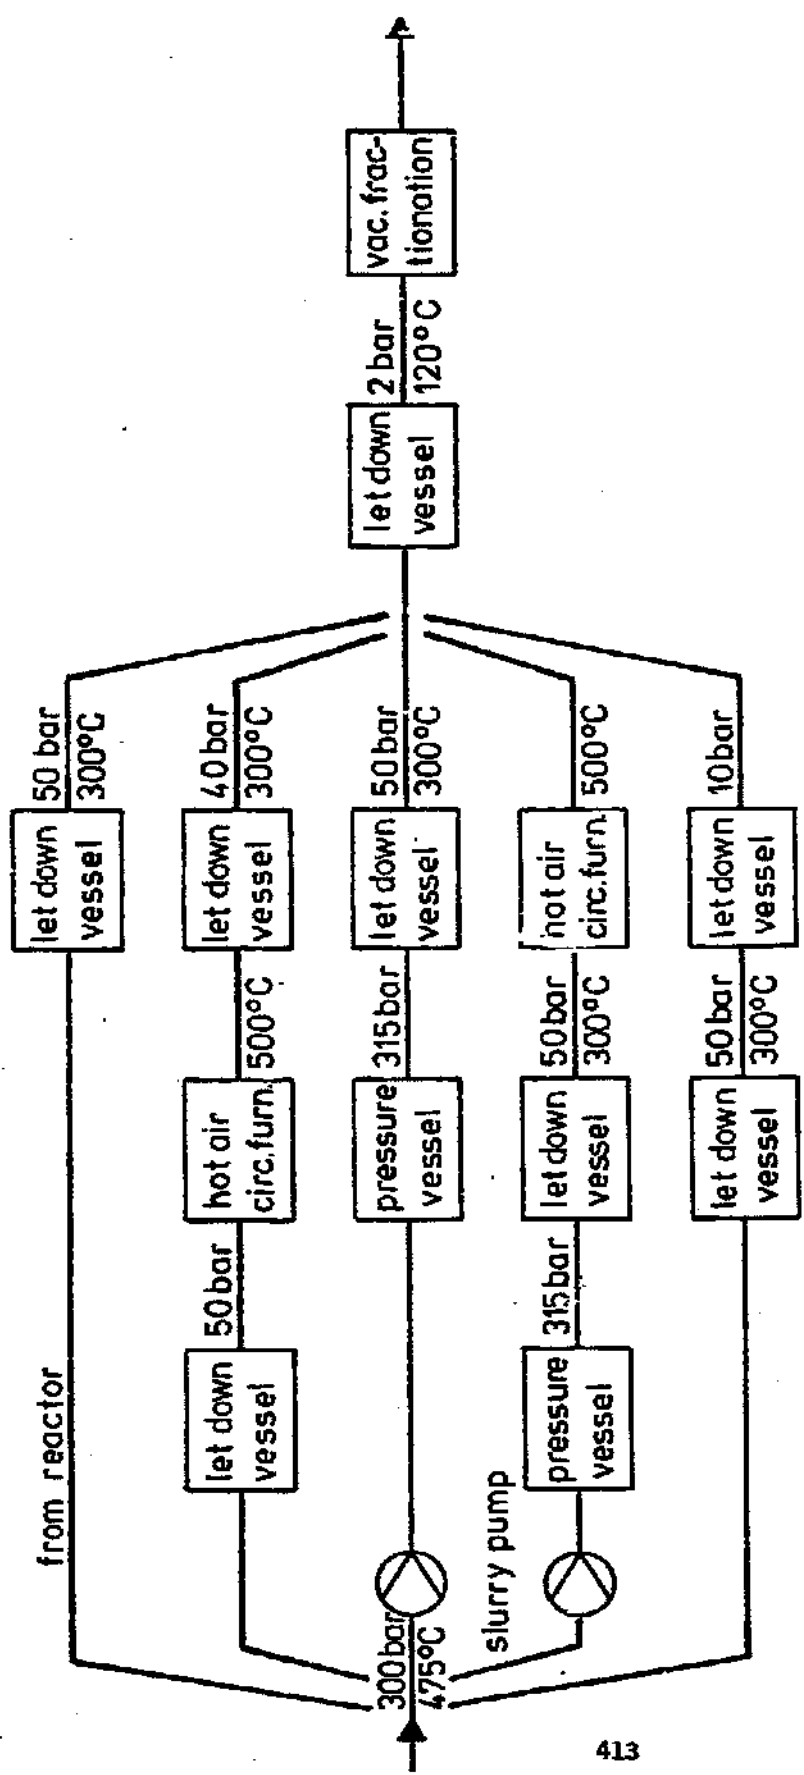 from reactor
let down
vessel
50 bar
300°C
let down
vessel
50 bar
hot air
circ.furn.
500°C
let down
vessel
40 bar
300°C
300 bar
475°C
pressure
vessel
315 bar
let down
vessel
50 bar
300°C
let down
vessel
2 bar
120°C
vac. frac-
tionation
slurry pump
pressure
vessel
315 bar
let down
vessel
50 bar
300°C
hot air
circ.furn.
500°C
let down
vessel
50 bar
300°C
let down
vessel
10 bar
413